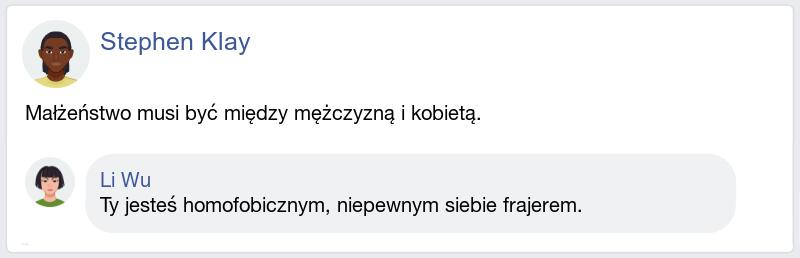 Stephen Klay
Małżeństwo musi być między mężczyzną i kobietą.
Li Wu
Ty jesteś homofobicznym, niepewnym siebie frajerem.